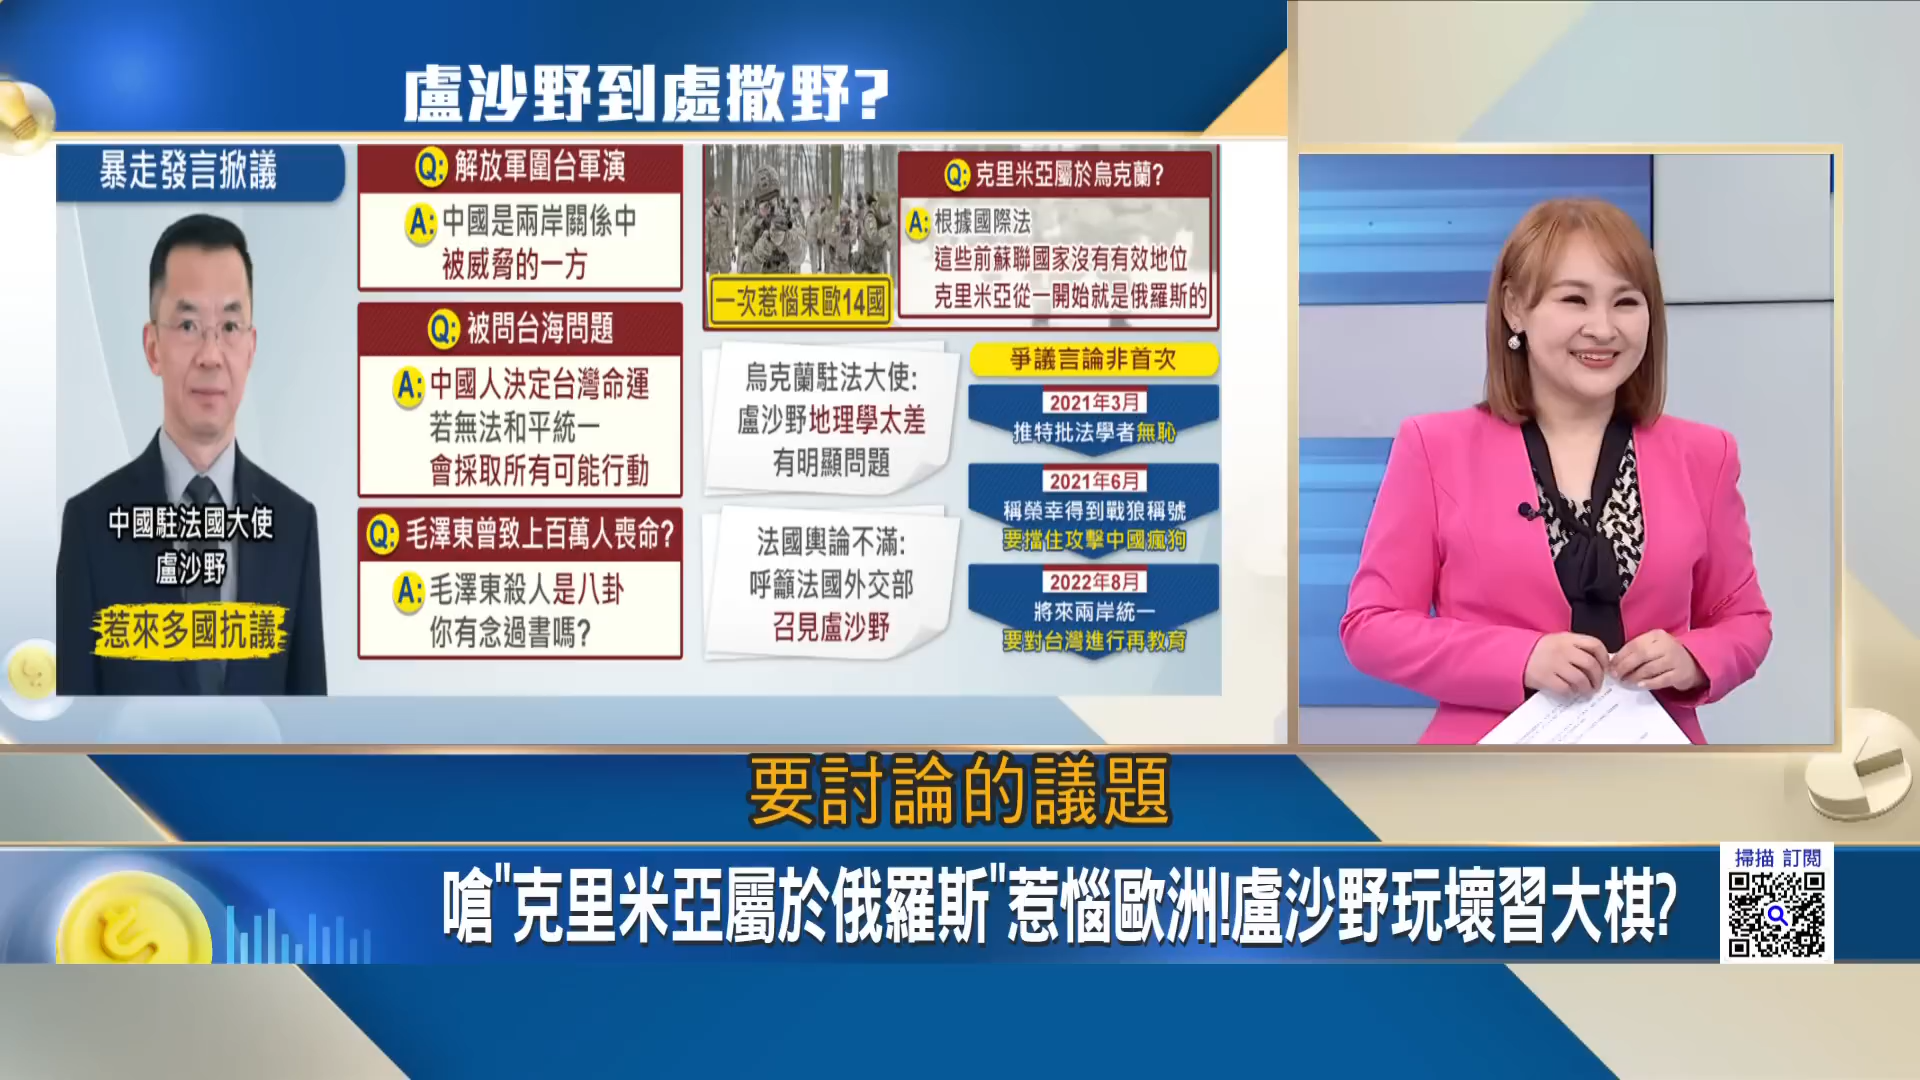 盧沙野到處撒野?
暴走發言掀議
中國駐法國大使
盧沙野
惹來多國抗議
Q:解放軍圍台軍演
A:中國是兩岸關係中
被威脅的一方
Q:被問台海問題
A:中國人決定台灣命運
若無法和平統一
會採取所有可能行動
Q:毛澤東曾致上百萬人喪命?
A:毛澤東殺人是八卦
你有念過書嗎?
一次惹惱東歐14國
Q:克里米亞屬於烏克蘭?
A:根據國際法
這些前蘇聯國家沒有有效地位
克里米亞從一開始就是俄羅斯的
烏克蘭駐法大使:
盧沙野地理學太差
有明顯問題
法國輿論不滿:
呼籲法國外交部
召見盧沙野
爭議言論非首次
2021年3月
推特批法學者無恥
2021年6月
稱榮幸得到戰狼稱號
要擋住攻擊中國瘋狗
2022年8月
將來兩岸統一
要對台灣進行再教育
要討論的議題
嗆"克里米亞屬於俄羅斯"惹惱歐洲!盧沙野玩壞習大棋?
掃描 訂閱